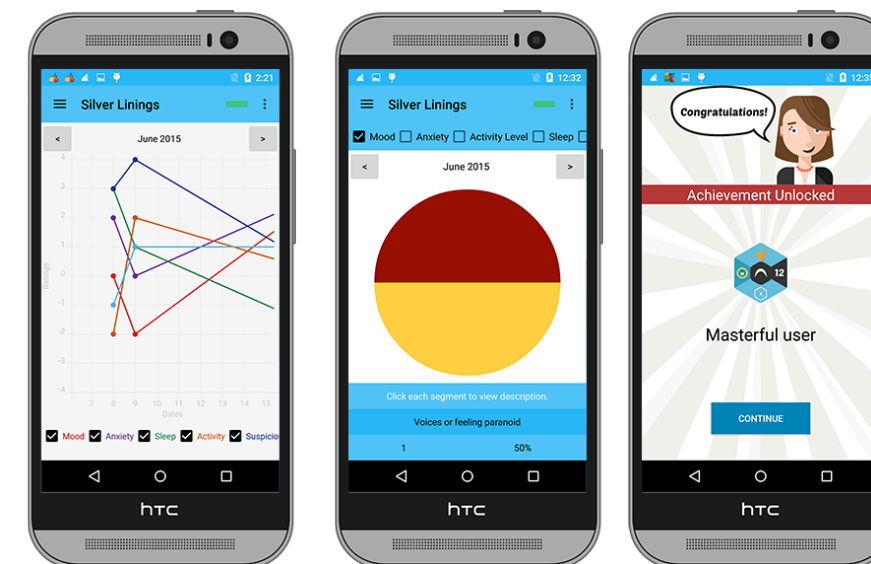 2:21
Silver Linings
<
June 2015
>
4
3
2
1
0
-1
-2
-3
-4
Ratings
7 8 9 10 11 12 13 14 15
Dates
Mood Anxiety Sleep Activity Suspicio
htc
12:32
Silver Linings
Mood Anxiety Activity Level Sleep
<
June 2015
>
Click each segment to view description.
Voices or feeling paranoid
1 50%
htc
12:35
Congratulations!
Achievement Unlocked
12
Masterful user
CONTINUE
htc